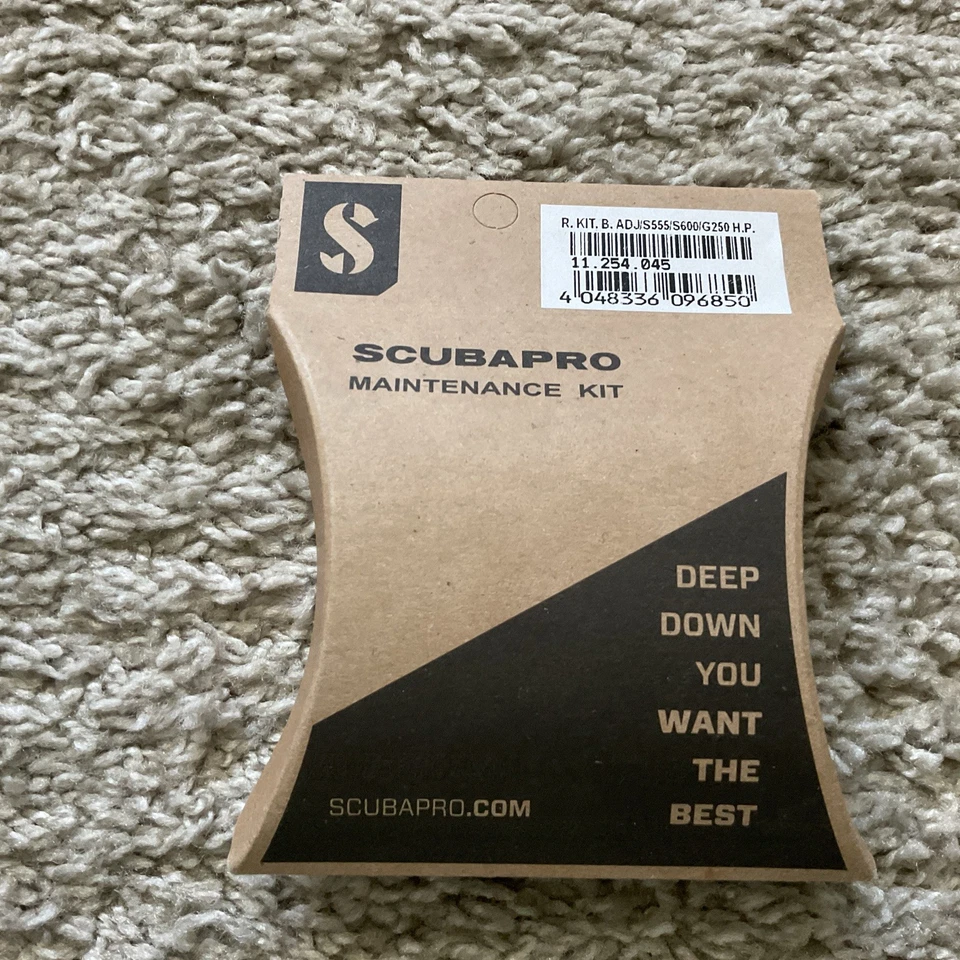 S
R. KIT. B. ADJ/S555/S600/G250 H.P.
11.254.045
4 048336 096850
SCUBAPRO
MAINTENANCE KIT
DEEP
DOWN
YOU
WANT
THE
BEST
SCUBAPRO.COM